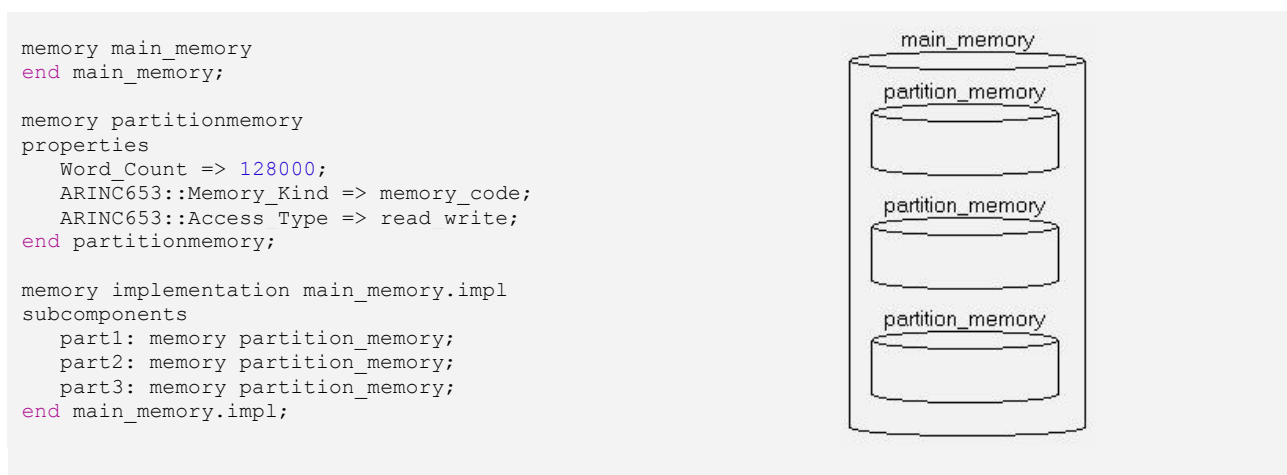 memory main_memory
end main_memory;
memory partitionmemory
properties
   Word_Count => 128000;
   ARINC653::Memory_Kind => memory_code;
   ARINC653::Access_Type => read_write;
end partitionmemory;
memory implementation main_memory.impl
subcomponents
   part1: memory partition_memory;
   part2: memory partition_memory;
   part3: memory partition_memory;
end main_memory.impl;
main_memory
partition_memory
partition_memory
partition_memory